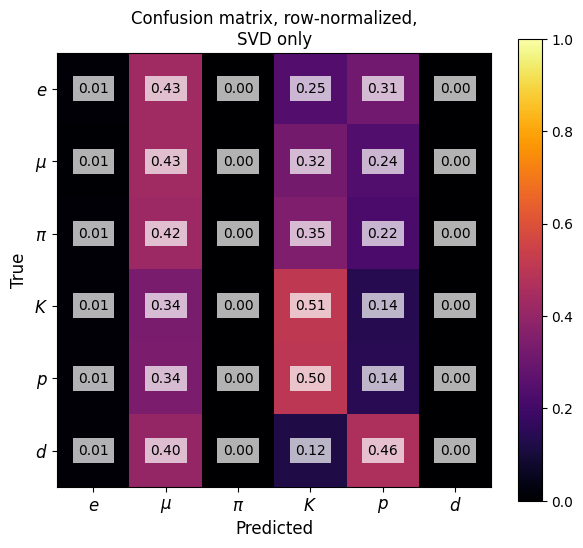 Confusion matrix, row-normalized,
SVD only
True
e 0.01 0.43 0.00 0.25 0.31 0.00
μ 0.01 0.43 0.00 0.32 0.24 0.00
π 0.01 0.42 0.00 0.35 0.22 0.00
K 0.01 0.34 0.00 0.51 0.14 0.00
p 0.01 0.34 0.00 0.50 0.14 0.00
d 0.01 0.40 0.00 0.12 0.46 0.00
e μ π K p d
Predicted
1.0
0.8
0.6
0.4
0.2
0.0